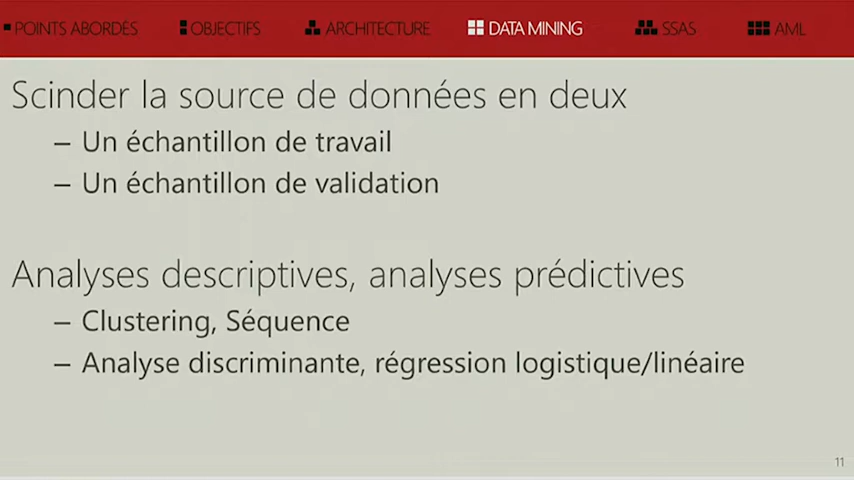 POINTS ABORDÉS OBJECTIFS ARCHITECTURE DATA MINING SSAS AML
Scinder la source de données en deux
– Un échantillon de travail
– Un échantillon de validation
Analyses descriptives, analyses prédictives
– Clustering, Séquence
– Analyse discriminante, régression logistique/linéaire
11